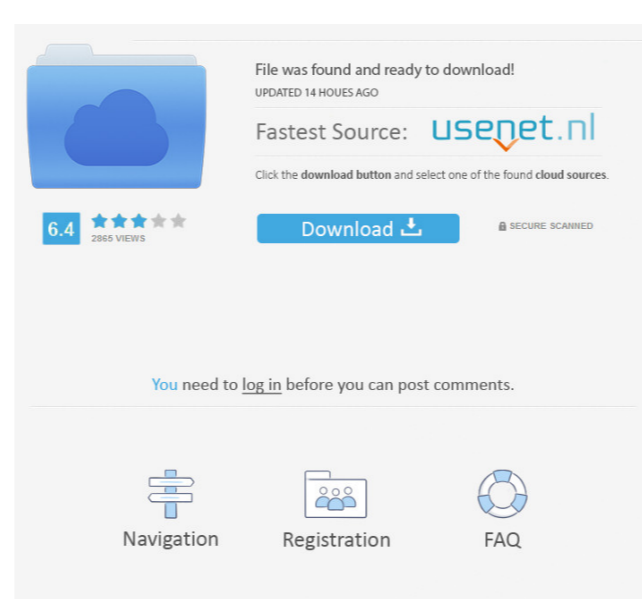 File was found and ready to download!
UPDATED 14 HOUES AGO
Fastest Source: usenet.nl
Click the download button and select one of the found cloud sources.
6.4
2865 VIEWS
Download
SECURE SCANNED
You need to log in before you can post comments.
Navigation
Registration
FAQ